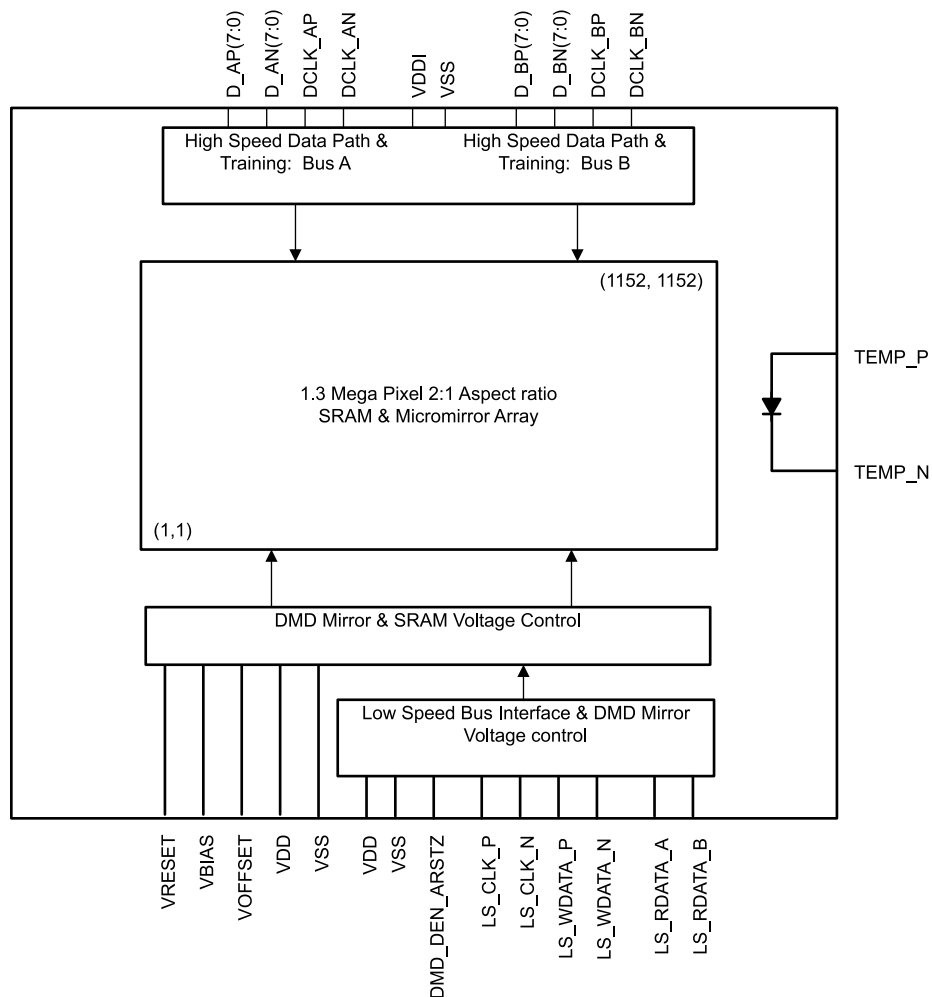 D_AP(7:0)
D_AN(7:0)
DCLK_AP
DCLK_AN
VDDI
VSS
D_BP(7:0)
D_BN(7:0)
DCLK_BP
DCLK_BN
High Speed Data Path &
Training: Bus A
High Speed Data Path &
Training: Bus B
(1152, 1152)
1.3 Mega Pixel 2:1 Aspect ratio
SRAM & Micromirror Array
(1,1)
TEMP_P
TEMP_N
DMD Mirror & SRAM Voltage Control
Low Speed Bus Interface & DMD Mirror
Voltage control
VRESET
VBIAS
VOFFSET
VDD
VSS
VDD
VSS
DMD_DEN_ARSTZ
LS_CLK_P
LS_CLK_N
LS_WDATA_P
LS_WDATA_N
LS_RDATA_A
LS_RDATA_B